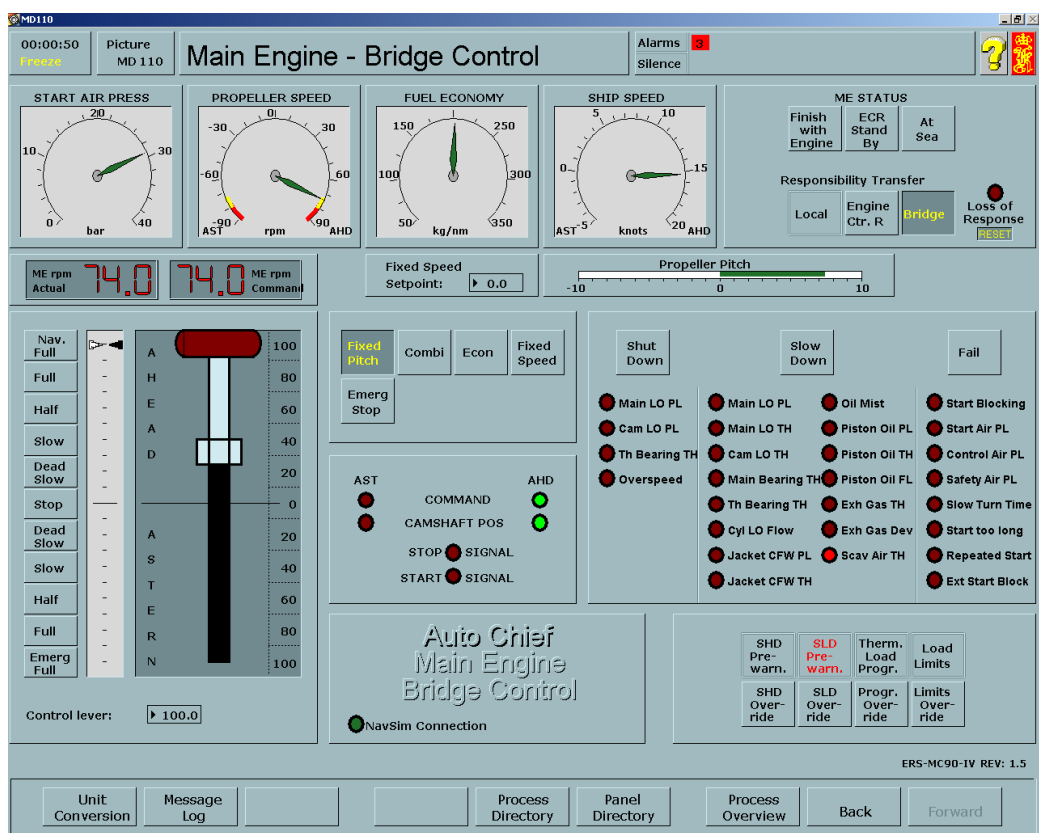 MD110
00:00:50
Freeze
Picture
MD 110
Main Engine - Bridge Control
Alarms 3
Silence
START AIR PRESS
0 10 20 30 40
bar
PROPELLER SPEED
-90 -60 -30 0 30 60 90
AST rpm AHD
FUEL ECONOMY
50 100 150 250 300 350
kg/nm
SHIP SPEED
-5 0 5 10 15 20
AST knots AHD
ME STATUS
Finish
with
Engine
ECR
Stand
By
At
Sea
Responsibility Transfer
Local
Engine
Ctr. R
Bridge
Loss of
Response
RESET
ME rpm
Actual
74.0
74.0
ME rpm
Command
Fixed Speed
Setpoint: 0.0
Propeller Pitch
-10 0 10
Nav.
Full
Full
Half
Slow
Dead
Slow
Stop
Dead
Slow
Slow
Half
Full
Emerg
Full
A
H
E
A
D
A
S
T
E
R
N
100
80
60
40
20
0
20
40
60
80
100
Control lever: 100.0
Fixed
Pitch
Combi
Econ
Fixed
Speed
Emerg
Stop
AST AHD
COMMAND
CAMSHAFT POS
STOP SIGNAL
START SIGNAL
Auto Chief
Main Engine
Bridge Control
NavSim Connection
Shut
Down
Main LO PL
Cam LO PL
Th Bearing TH
Overspeed
Slow
Down
Main LO PL
Main LO TH
Cam LO TH
Main Bearing TH
Th Bearing TH
Cyl LO Flow
Jacket CFW PL
Jacket CFW TH
Oil Mist
Piston Oil PL
Piston Oil TH
Piston Oil FL
Exh Gas TH
Exh Gas Dev
Scav Air TH
Fail
Start Blocking
Start Air PL
Control Air PL
Safety Air PL
Slow Turn Time
Start too long
Repeated Start
Ext Start Block
SHD
Pre-
warn.
SLD
Pre-
warn.
Therm.
Load
Progr.
Load
Limits
SHD
Over-
ride
SLD
Over-
ride
Progr.
Over-
ride
Limits
Over-
ride
ERS-MC90-IV REV: 1.5
Unit
Conversion
Message
Log
Process
Directory
Panel
Directory
Process
Overview
Back
Forward